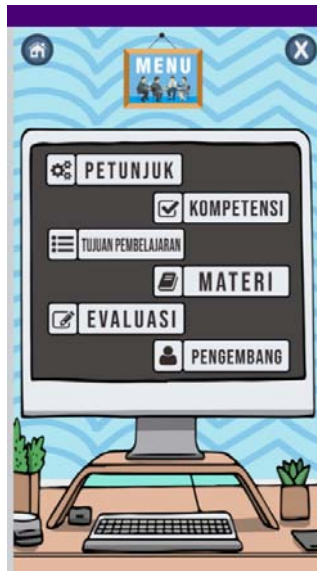 MENU
X
PETUNJUK
KOMPETENSI
TUJUAN PEMBELAJARAN
MATERI
EVALUASI
PENGEMBANG